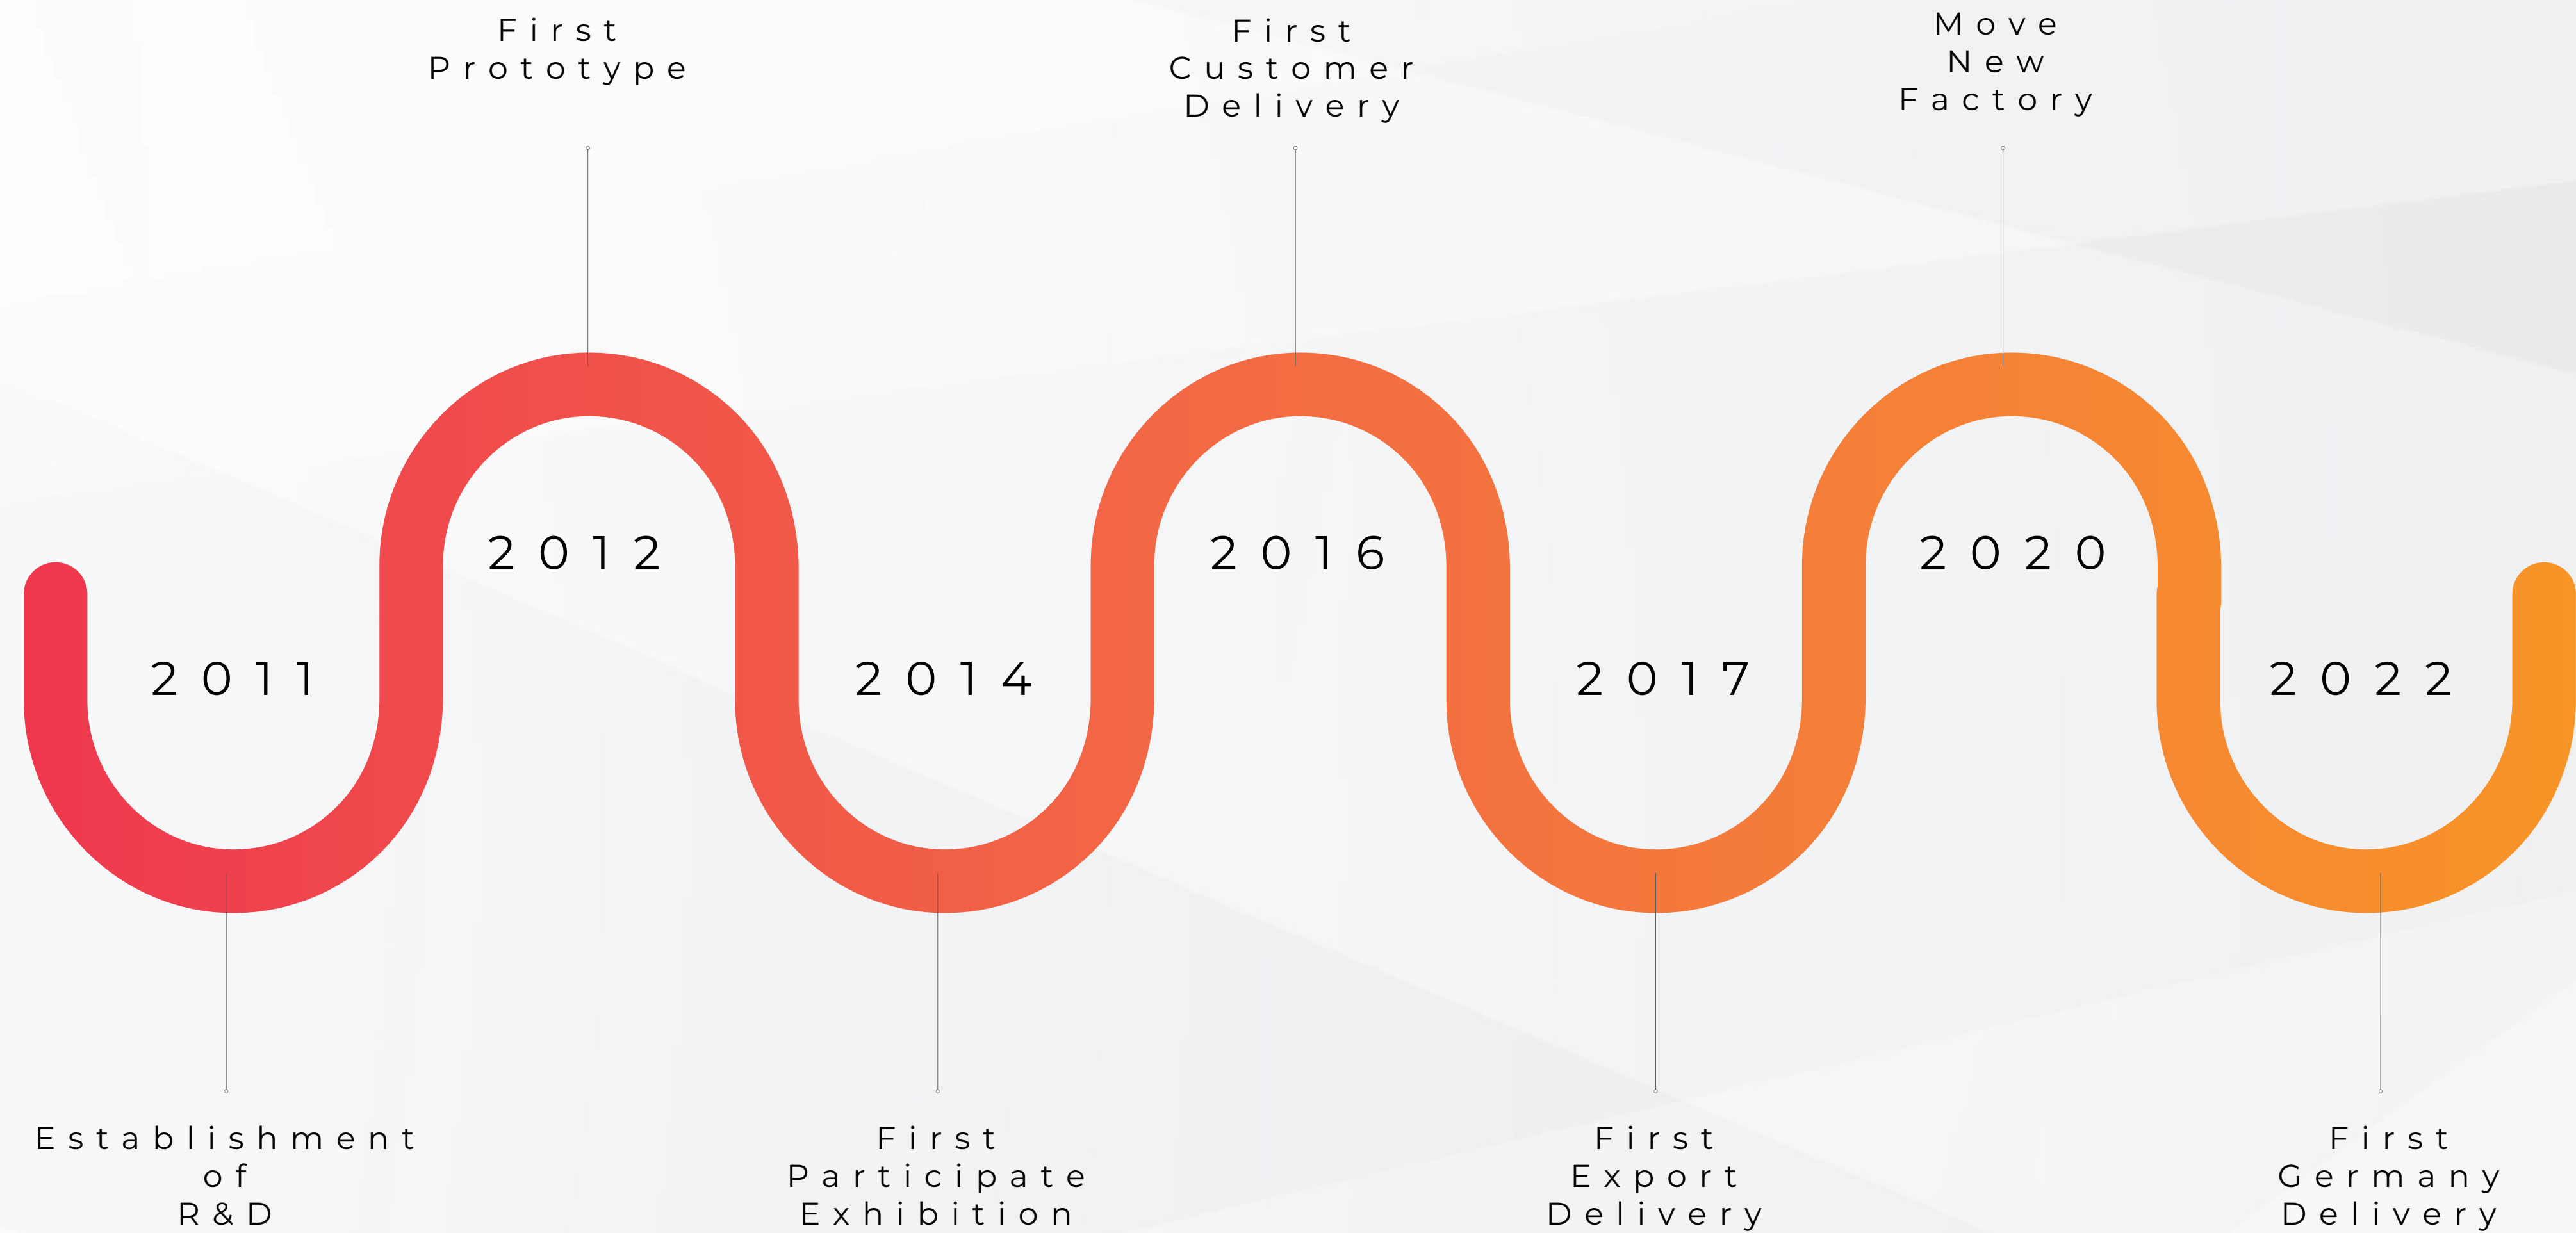 First
Prototype
First
Customer
Delivery
Move
New
Factory
2012
2016
2020
2011
2014
2017
2022
Establishment
of
R&D
First
Participate
Exhibition
First
Export
Delivery
First
Germany
Delivery